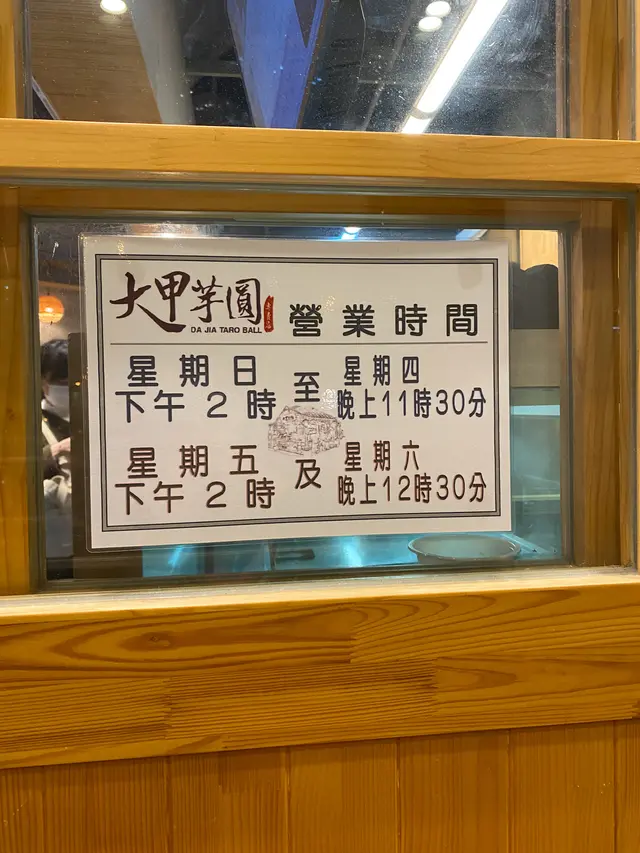 大甲芋圓
DA JIA TARO BALL
營業時間
星期日 至 星期四
下午2時 晚上11時30分
星期五 及 星期六
下午2時 晚上12時30分